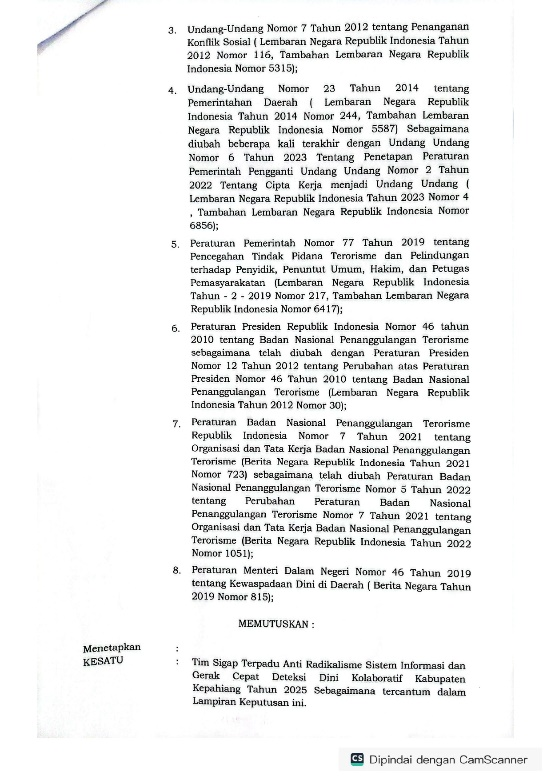 3. Undang-Undang Nomor 7 Tahun 2012 tentang Penanganan
Konflik Sosial ( Lembaran Negara Republik Indonesia Tahun
2012 Nomor 116, Tambahan Lembaran Negara Republik
Indonesia Nomor 5315);
4. Undang-Undang Nomor 23 Tahun 2014 tentang
Pemerintahan Daerah ( Lembaran Negara Republik
Indonesia Tahun 2014 Nomor 244, Tambahan Lembaran
Negara Republik Indonesia Nomor 5587) Sebagaimana
diubah beberapa kali terakhir dengan Undang Undang
Nomor 6 Tahun 2023 Tentang Penetapan Peraturan
Pemerintah Pengganti Undang Undang Nomor 2 Tahun
2022 Tentang Cipta Kerja menjadi Undang Undang (
Lembaran Negara Republik Indonesia Tahun 2023 Nomor 4
, Tambahan Lembaran Negara Republik Indonesia Nomor
6856);
5. Peraturan Pemerintah Nomor 77 Tahun 2019 tentang
Pencegahan Tindak Pidana Terorisme dan Pelindungan
terhadap Penyidik, Penuntut Umum, Hakim, dan Petugas
Pemasyarakatan (Lembaran Negara Republik Indonesia
Tahun - 2 - 2019 Nomor 217, Tambahan Lembaran Negara
Republik Indonesia Nomor 6417);
6. Peraturan Presiden Republik Indonesia Nomor 46 tahun
2010 tentang Badan Nasional Penanggulangan Terorisme
sebagaimana telah diubah dengan Peraturan Presiden
Nomor 12 Tahun 2012 tentang Perubahan atas Peraturan
Presiden Nomor 46 Tahun 2010 tentang Badan Nasional
Penanggulangan Terorisme (Lembaran Negara Republik
Indonesia Tahun 2012 Nomor 30);
7. Peraturan Badan Nasional Penanggulangan Terorisme
Republik Indonesia Nomor 7 Tahun 2021 tentang
Organisasi dan Tata Kerja Badan Nasional Penanggulangan
Terorisme (Berita Negara Republik Indonesia Tahun 2021
Nomor 723) sebagaimana telah diubah Peraturan Badan
Nasional Penanggulangan Terorisme Nomor 5 Tahun 2022
tentang Perubahan Peraturan Badan Nasional
Penanggulangan Terorisme Nomor 7 Tahun 2021 tentang
Organisasi dan Tata Kerja Badan Nasional Penanggulangan
Terorisme (Berita Negara Republik Indonesia Tahun 2022
Nomor 1051);
8. Peraturan Menteri Dalam Negeri Nomor 46 Tahun 2019
tentang Kewaspadaan Dini di Daerah ( Berita Negara Tahun
2019 Nomor 815);
MEMUTUSKAN :
Menetapkan :
KESATU : Tim Sigap Terpadu Anti Radikalisme Sistem Informasi dan
Gerak Cepat Deteksi Dini Kolaboratif Kabupaten
Kepahiang Tahun 2025 Sebagaimana tercantum dalam
Lampiran Keputusan ini.
CS Dipindai dengan CamScanner